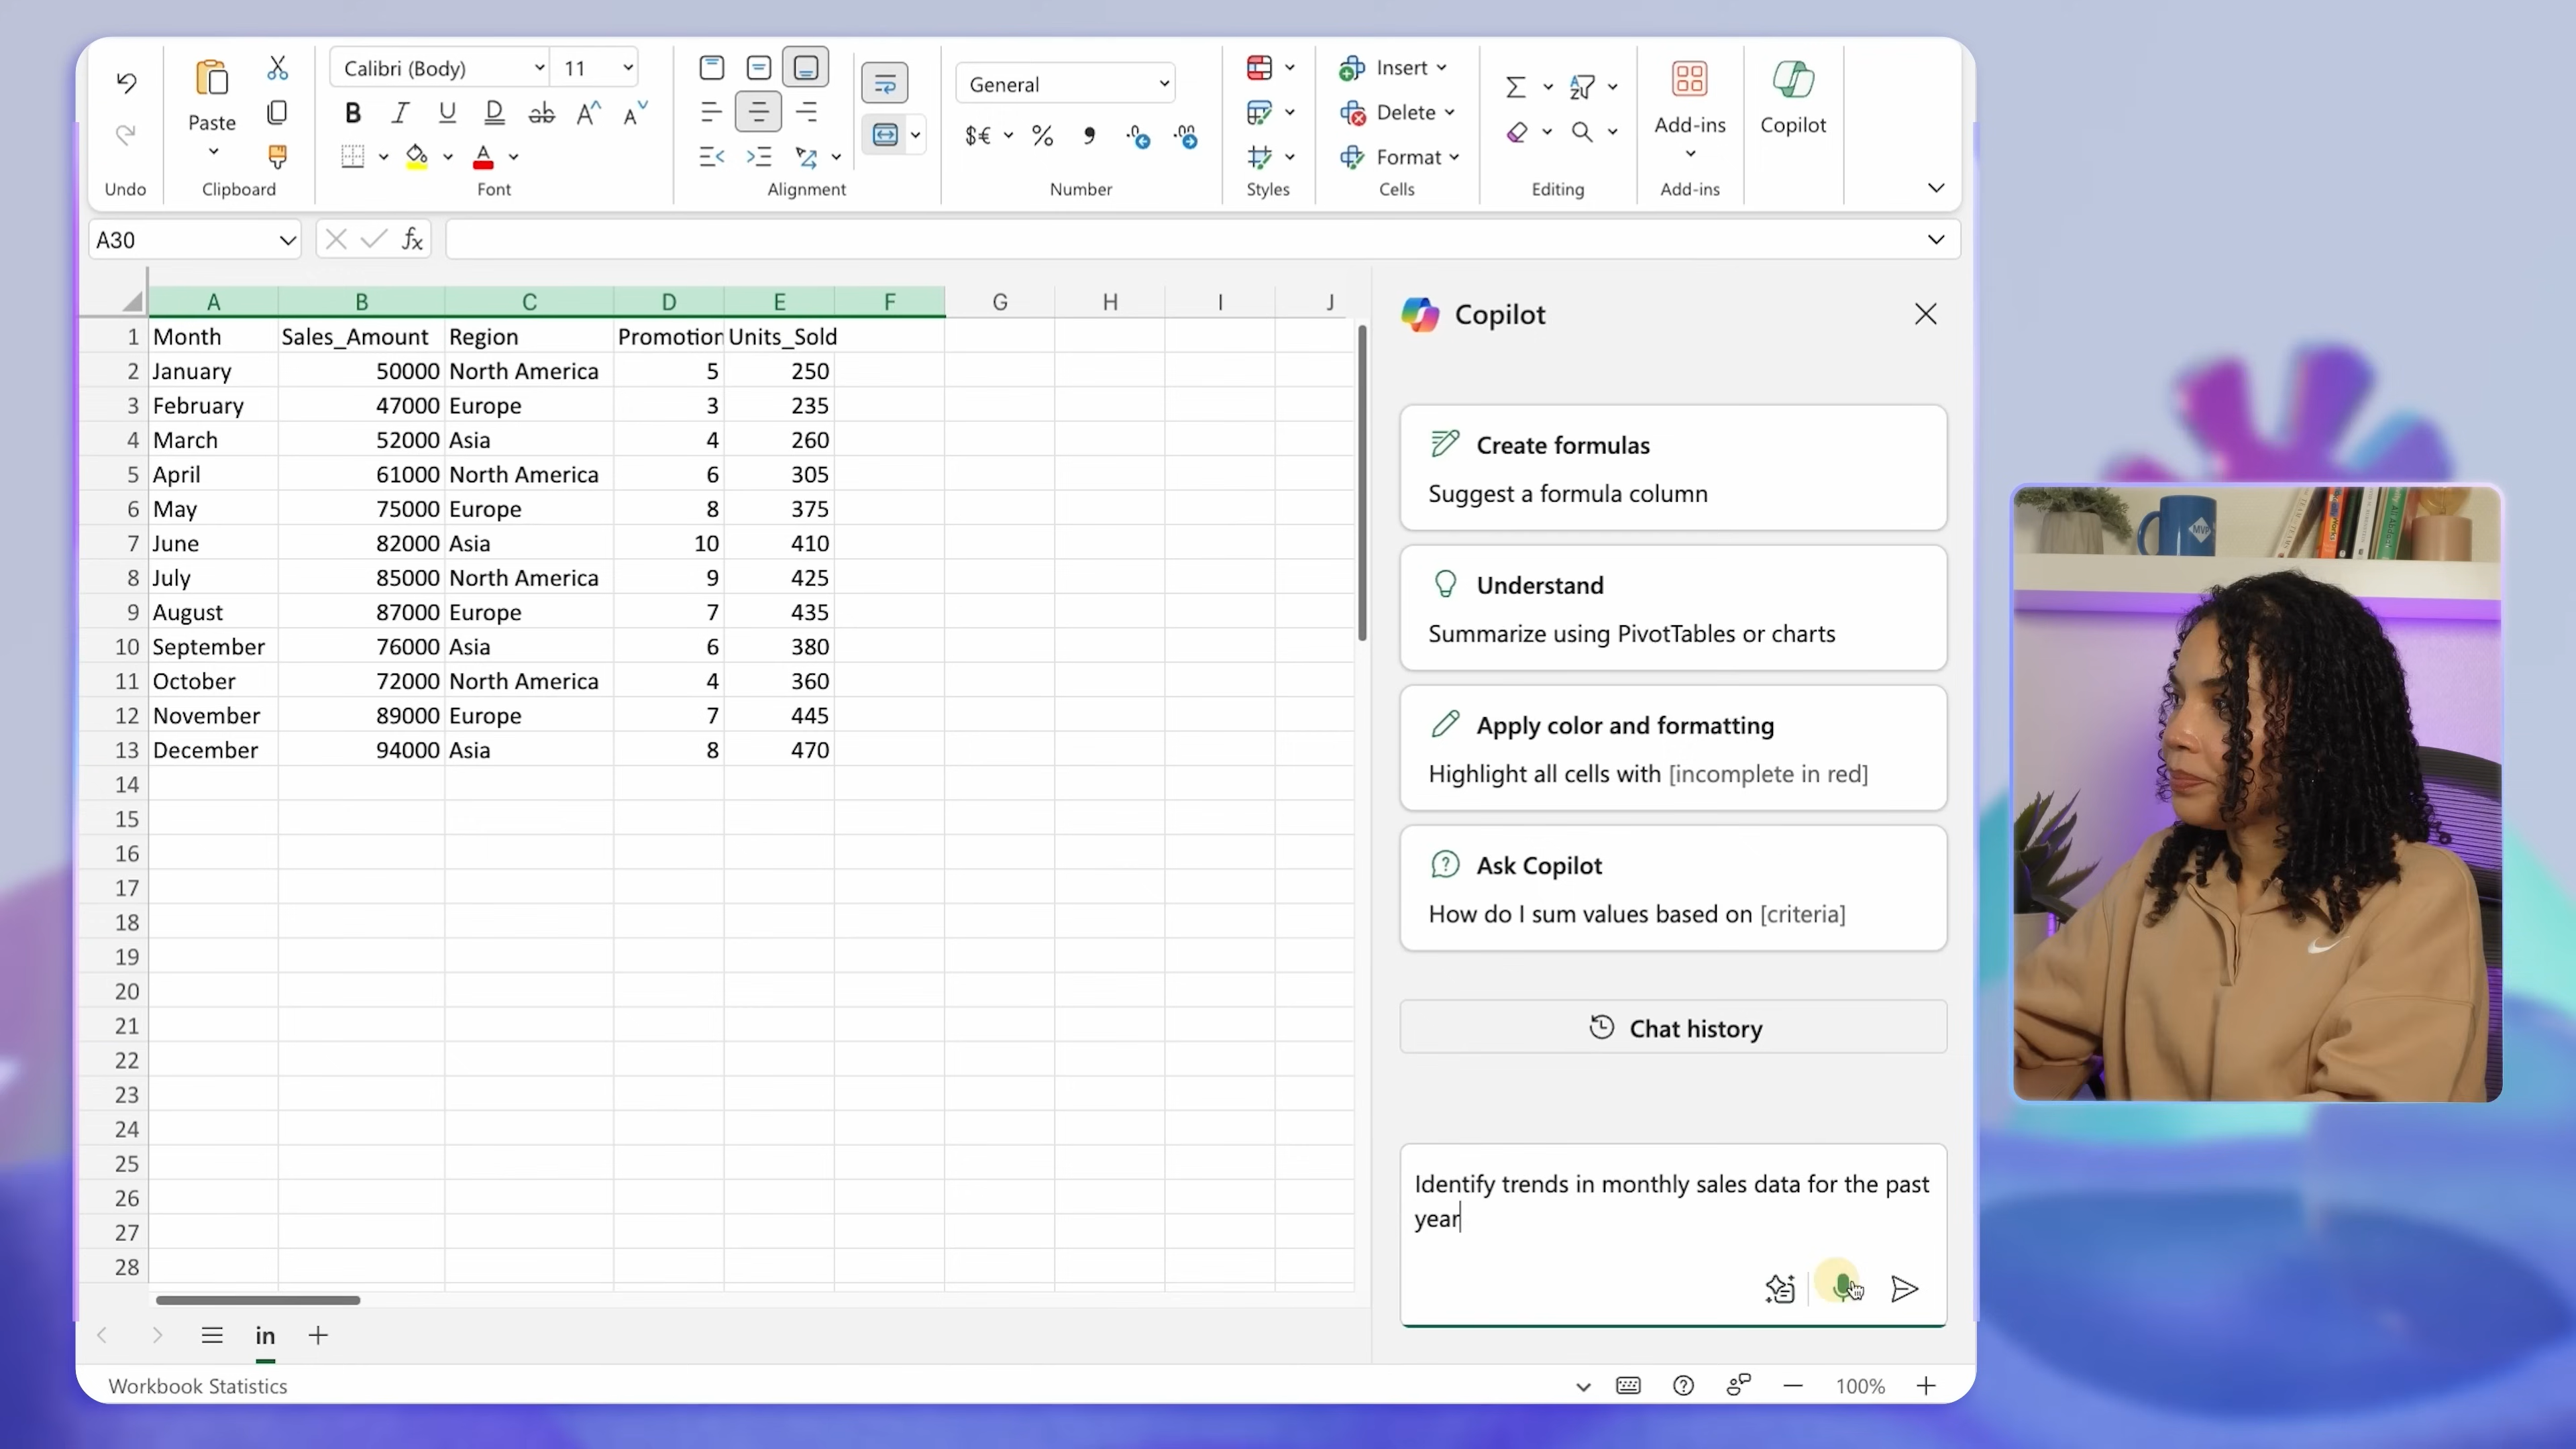 Calibri (Body) 11
General
Insert
Delete
Format
Paste
Add-ins
Copilot
B I U D ab A A
$€ % 9 .0 .00
Undo Clipboard Font Alignment Number Styles Cells Editing Add-ins
A30 fx
A B C D E F G H I J
1 Month Sales_Amount Region Promotion Units_Sold
2 January 50000 North America 5 250
3 February 47000 Europe 3 235
4 March 52000 Asia 4 260
5 April 61000 North America 6 305
6 May 75000 Europe 8 375
7 June 82000 Asia 10 410
8 July 85000 North America 9 425
9 August 87000 Europe 7 435
10 September 76000 Asia 6 380
11 October 72000 North America 4 360
12 November 89000 Europe 7 445
13 December 94000 Asia 8 470
14
15
16
17
18
19
20
21
22
23
24
25
26
27
28
in
Workbook Statistics
100%
Copilot
Create formulas
Suggest a formula column
Understand
Summarize using PivotTables or charts
Apply color and formatting
Highlight all cells with [incomplete in red]
Ask Copilot
How do I sum values based on [criteria]
Chat history
Identify trends in monthly sales data for the past
year
MVP